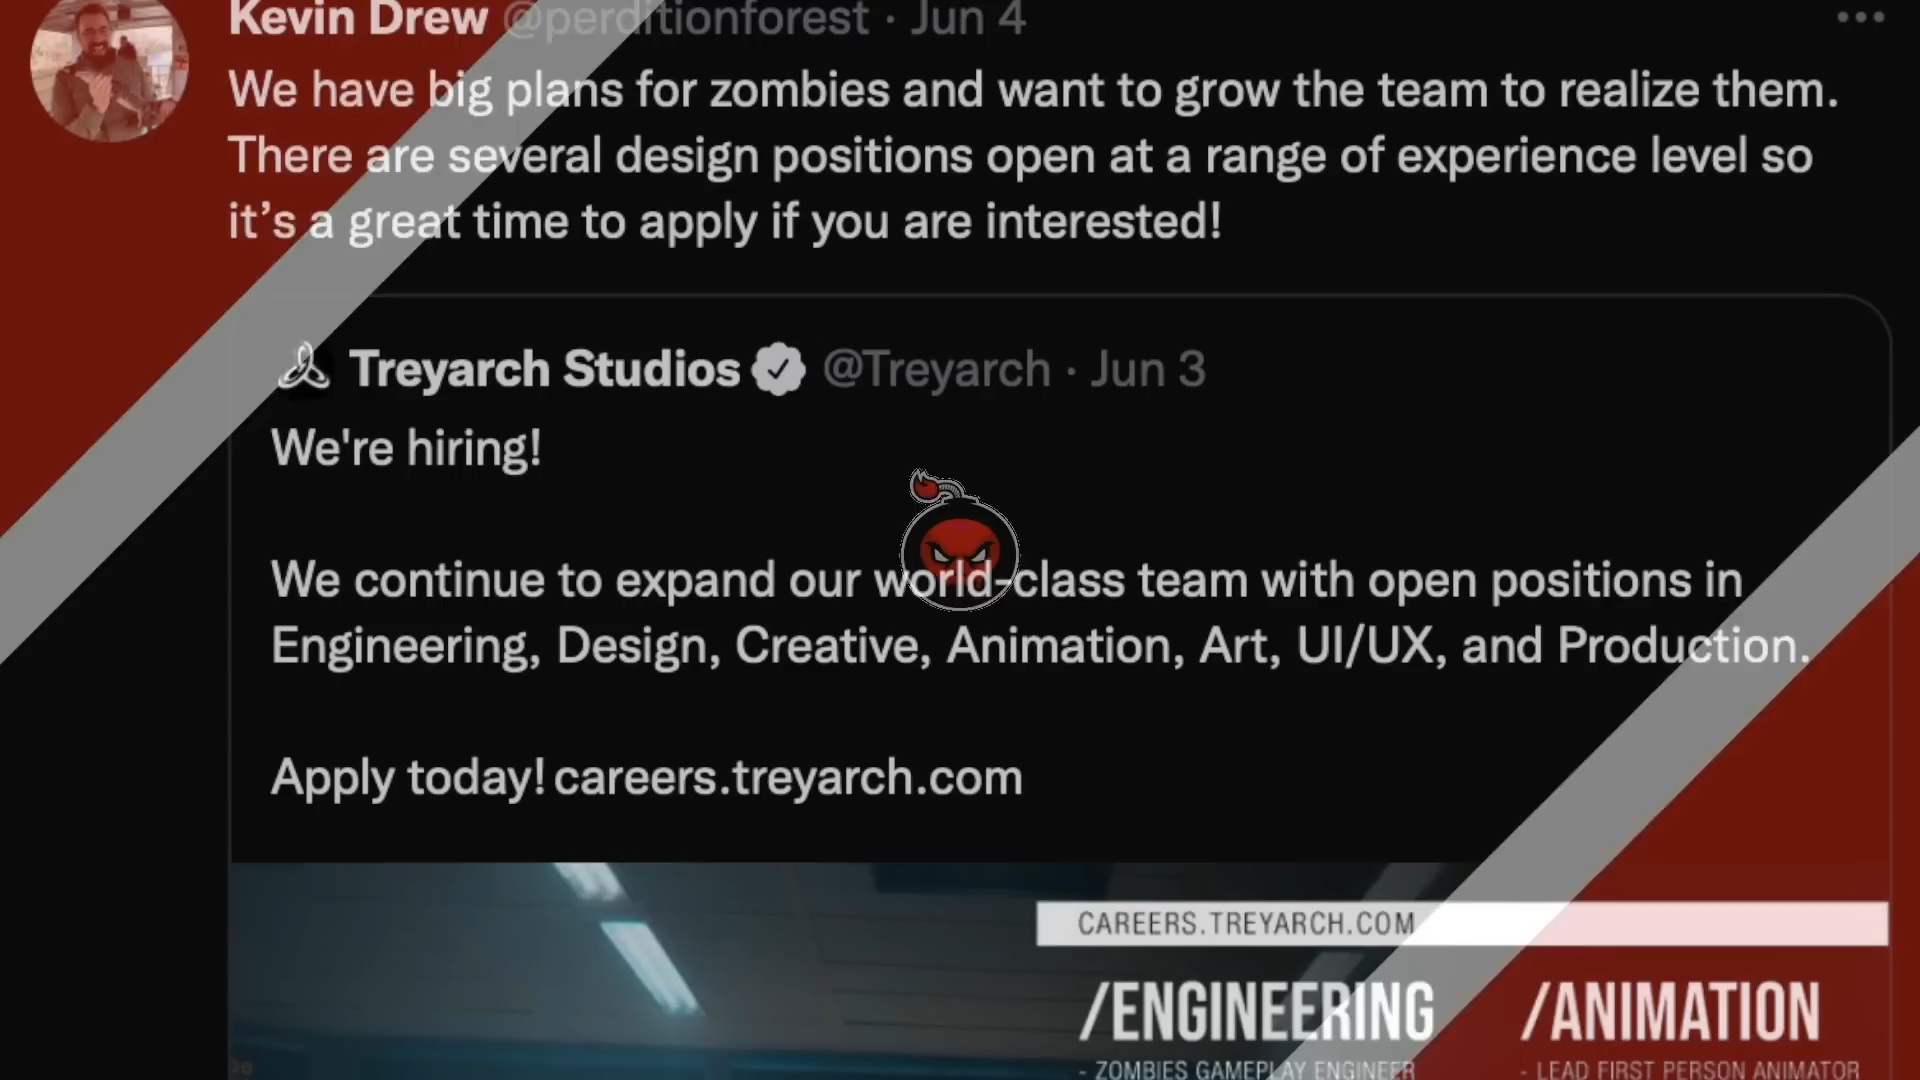 Kevin Drew @perditionforest · Jun 4
We have big plans for zombies and want to grow the team to realize them.
There are several design positions open at a range of experience level so
it’s a great time to apply if you are interested!
Treyarch Studios @Treyarch · Jun 3
We're hiring!
We continue to expand our world-class team with open positions in
Engineering, Design, Creative, Animation, Art, UI/UX, and Production.
Apply today! careers.treyarch.com
CAREERS.TREYARCH.COM
/ENGINEERING
- ZOMBIES GAMEPLAY ENGINEER
/ANIMATION
- LEAD FIRST PERSON ANIMATOR